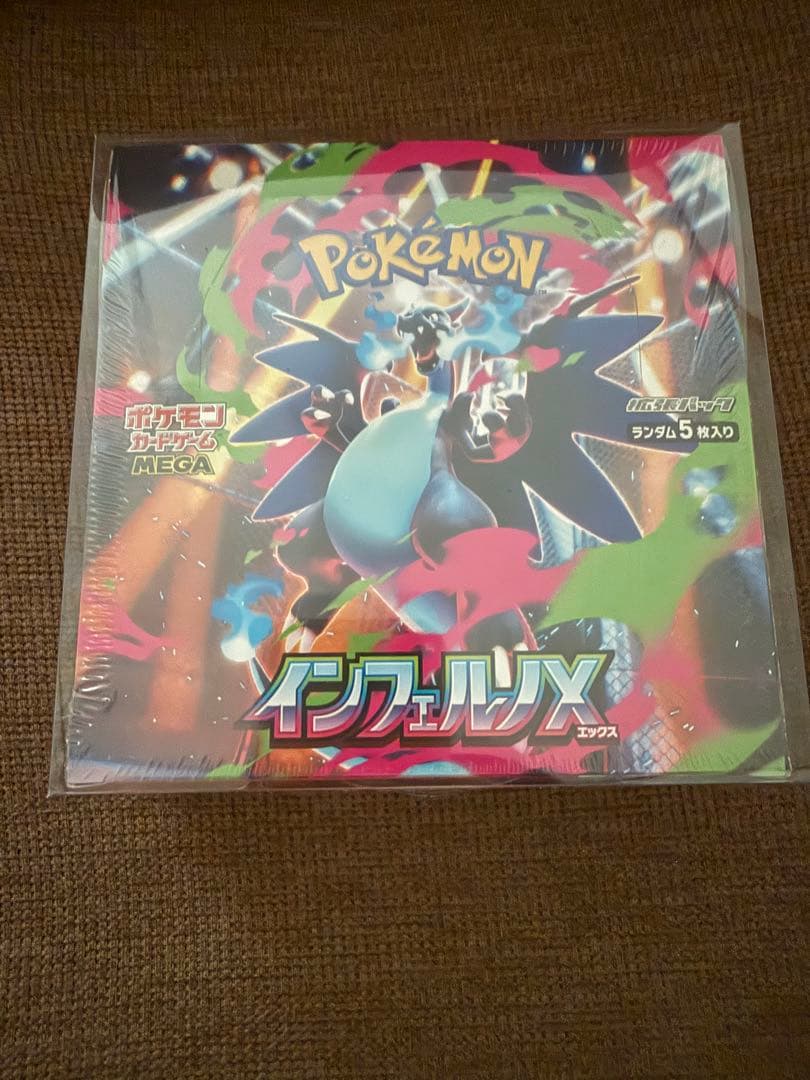 POKéMON
TM
ポケモン
カードゲーム
MEGA
拡張パック
ランダム5枚入り
インフェルノX
エックス